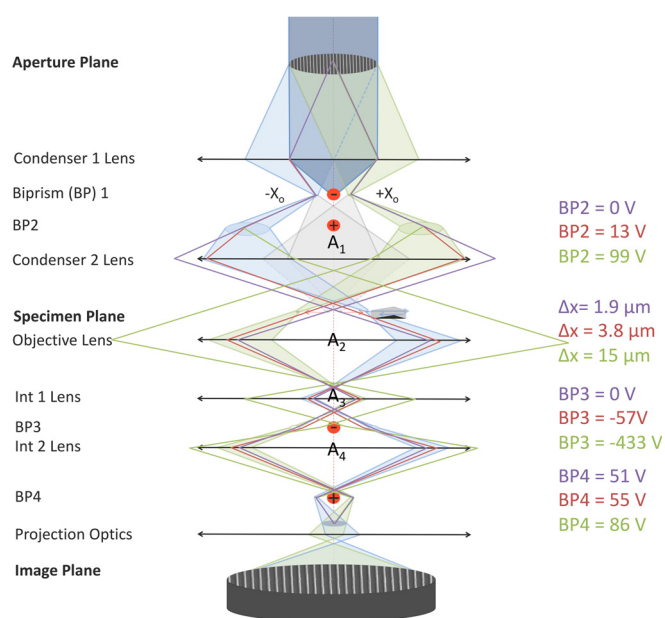 Aperture Plane
Condenser 1 Lens
Biprism (BP) 1
-Xo
+Xo
BP2
A1
Condenser 2 Lens
BP2 = 0 V
BP2 = 13 V
BP2 = 99 V
Specimen Plane
Objective Lens
A2
Δx= 1.9 μm
Δx = 3.8 μm
Δx = 15 μm
Int 1 Lens
A3
BP3
Int 2 Lens
A4
BP3 = 0 V
BP3 = -57V
BP3 = -433 V
BP4
BP4 = 51 V
BP4 = 55 V
BP4 = 86 V
Projection Optics
Image Plane